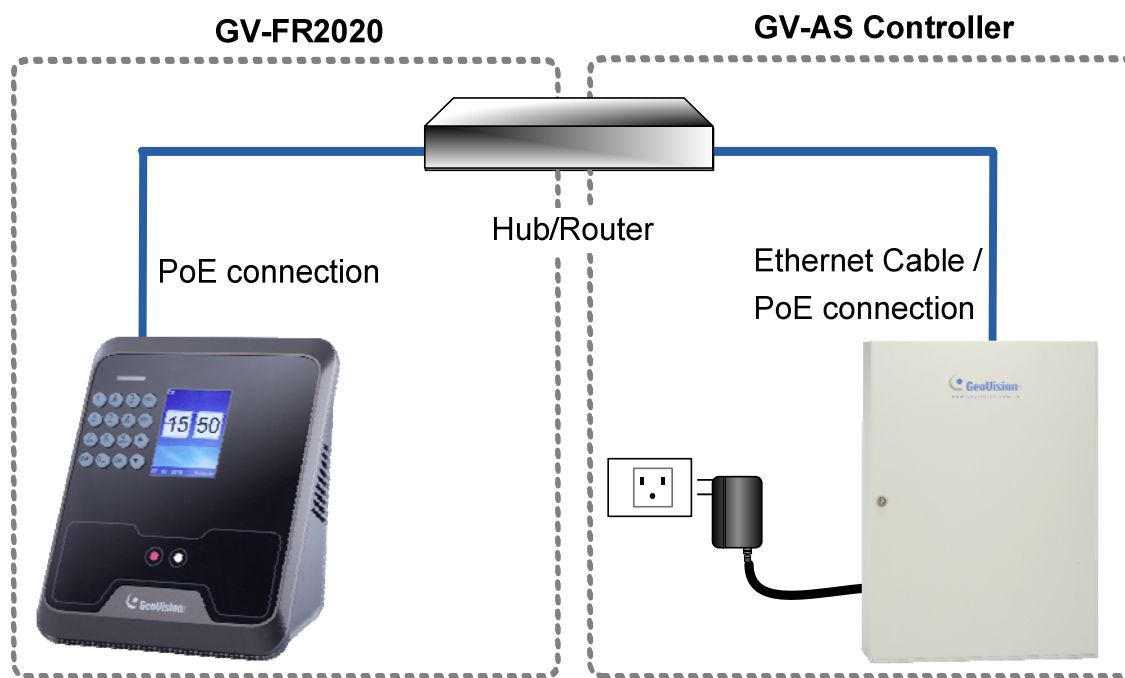 GV-FR2020
GV-AS Controller
Hub/Router
PoE connection
Ethernet Cable /
PoE connection
GeoVision
15 50
GeoVision